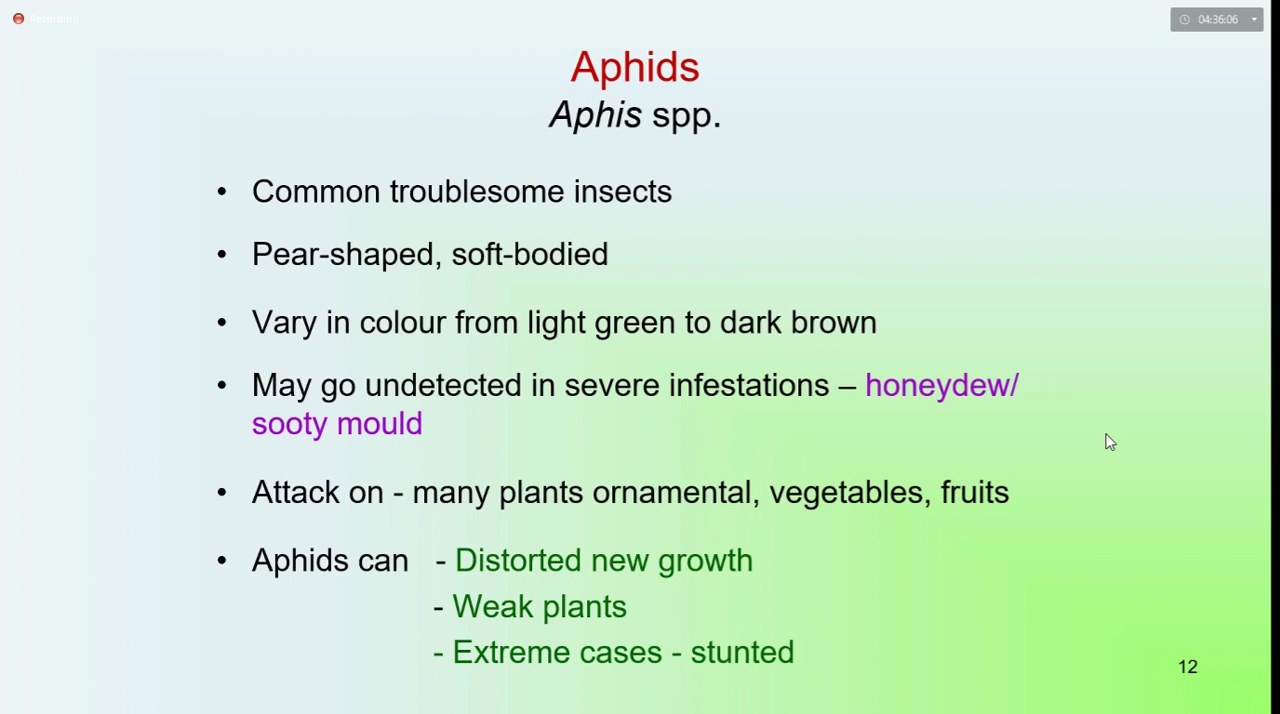 Recording
04:36:06
Aphids
Aphis spp.
• Common troublesome insects
• Pear-shaped, soft-bodied
• Vary in colour from light green to dark brown
• May go undetected in severe infestations – honeydew/
sooty mould
• Attack on - many plants ornamental, vegetables, fruits
• Aphids can - Distorted new growth
- Weak plants
- Extreme cases - stunted
12